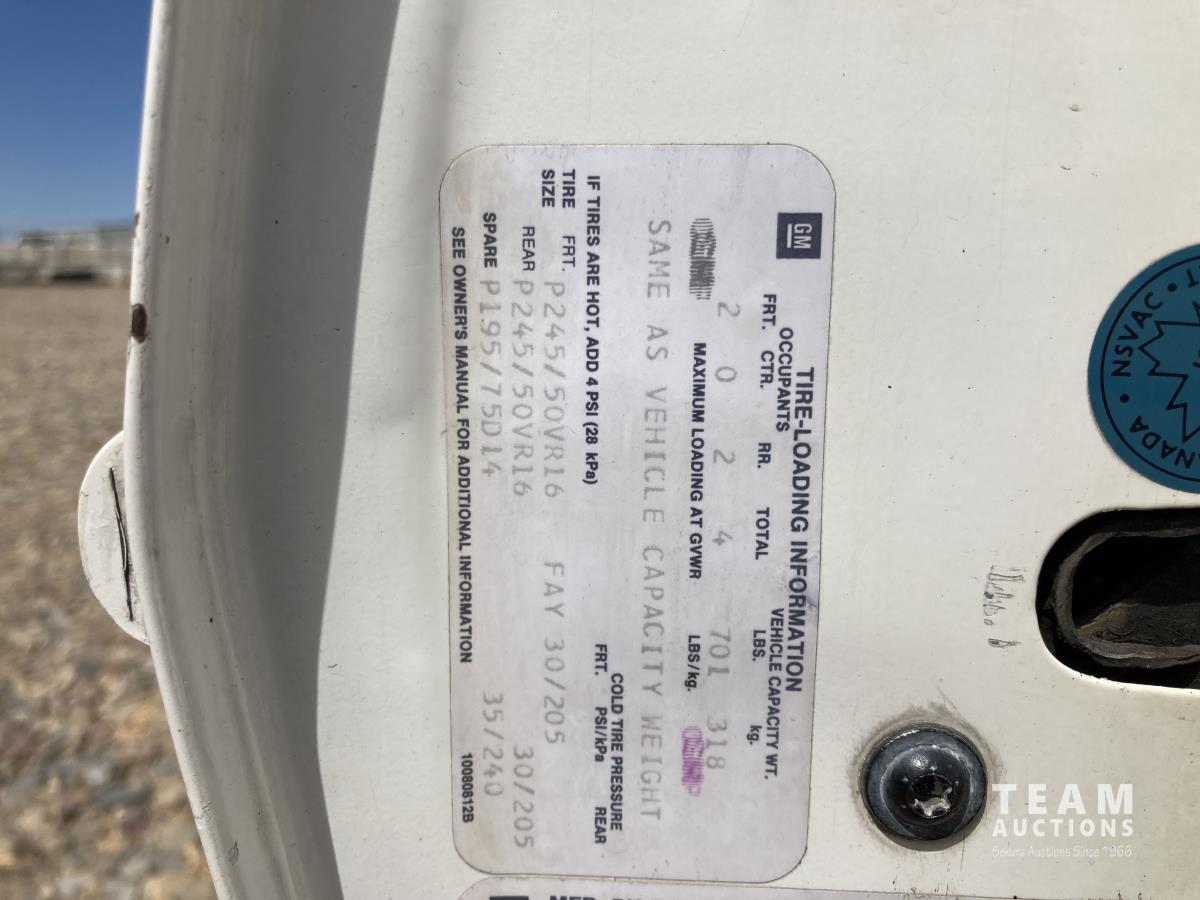 GM
TIRE-LOADING INFORMATION
OCCUPANTS VEHICLE CAPACITY WT.
FRT. CTR. RR. TOTAL LBS. kg.
2 0 2 4 701 318
MAXIMUM LOADING AT GVWR LBS/kg.
SAME AS VEHICLE CAPACITY WEIGHT
COLD TIRE PRESSURE
IF TIRES ARE HOT, ADD 4 PSI (28 kPa) FRT. PSI/kPa REAR
TIRE FRT. P245/50VR16 FAY 30/205
SIZE REAR P245/50VR16 30/205
SPARE P195/75D14 35/240
SEE OWNER'S MANUAL FOR ADDITIONAL INFORMATION 10080812B
NSVAC
TEAM
AUCTIONS
Sekura Auctions Since 1966